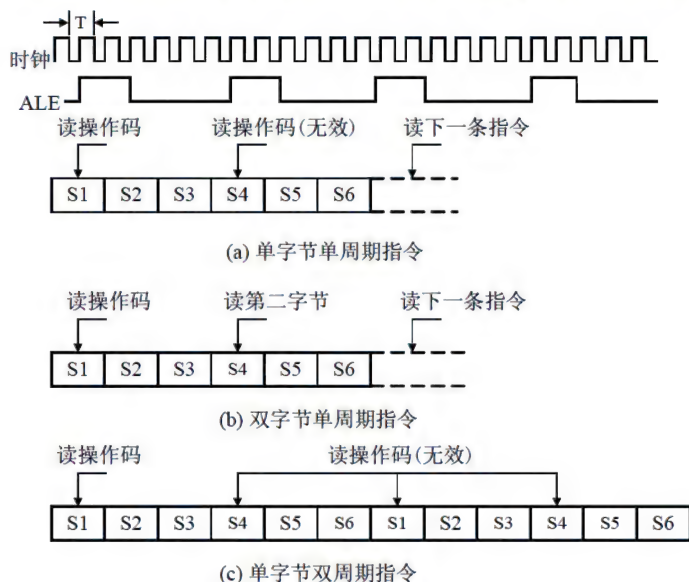 T
时钟
ALE
读操作码 读操作码(无效) 读下一条指令
S1 S2 S3 S4 S5 S6
(a) 单字节单周期指令
读操作码 读第二字节 读下一条指令
S1 S2 S3 S4 S5 S6
(b) 双字节单周期指令
读操作码 读操作码(无效)
S1 S2 S3 S4 S5 S6 S1 S2 S3 S4 S5 S6
(c) 单字节双周期指令